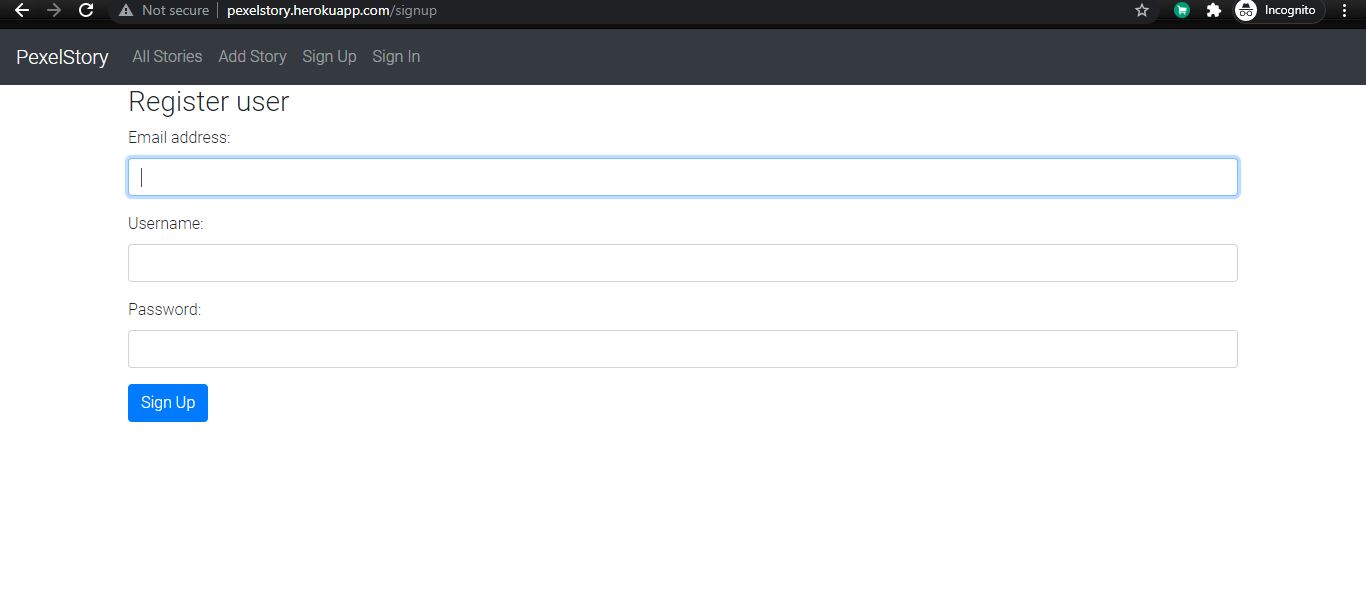 Not secure | pexelstory.herokuapp.com/signup Incognito
PexelStory All Stories Add Story Sign Up Sign In
Register user
Email address:
Username:
Password:
Sign Up